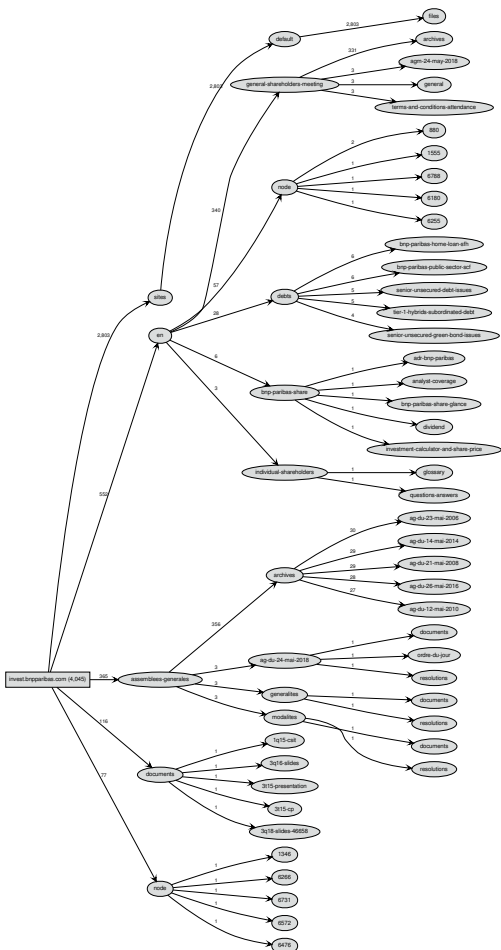 files
2,803
default
331
archives
3
agm-24-may-2018
2,803
general-shareholders-meeting
3
general
3
terms-and-conditions-attendance
2
880
1
1555
340
node
1
6788
1
6180
57
1
6255
6
bnp-paribas-home-loan-sfh
6
bnp-paribas-public-sector-scf
sites
28
debts
5
senior-unsecured-debt-issues
5
tier-1-hybrids-subordinated-debt
2,803
en
4
senior-unsecured-green-bond-issues
6
1
adr-bnp-paribas
1
analyst-coverage
3
bnp-paribas-share
1
bnp-paribas-share-glance
1
dividend
1
investment-calculator-and-share-price
552
individual-shareholders
1
glossary
1
questions-answers
30
ag-du-23-mai-2006
29
ag-du-14-mai-2014
archives
29
ag-du-21-mai-2008
28
ag-du-26-mai-2016
356
27
ag-du-12-mai-2010
1
documents
3
ag-du-24-mai-2018
1
ordre-du-jour
invest.bnpparibas.com (4,045)
365
assemblees-generales
1
resolutions
3
generalites
1
documents
3
modalites
1
resolutions
116
1
documents
1
1q15-csit
1
resolutions
77
1
3q16-slides
documents
1
3t15-presentation
1
3t15-cp
1
3q18-slides-46658
1
1346
1
6266
node
1
6731
1
6572
1
6476